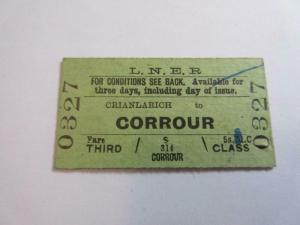 L. N. E. R
FOR CONDITIONS SEE BACK. Available for
three days, including day of issue.
CRIANLARICH to
CORROUR
Fare / S / C
THIRD / 310 / CLASS
CORROUR
0327
0327